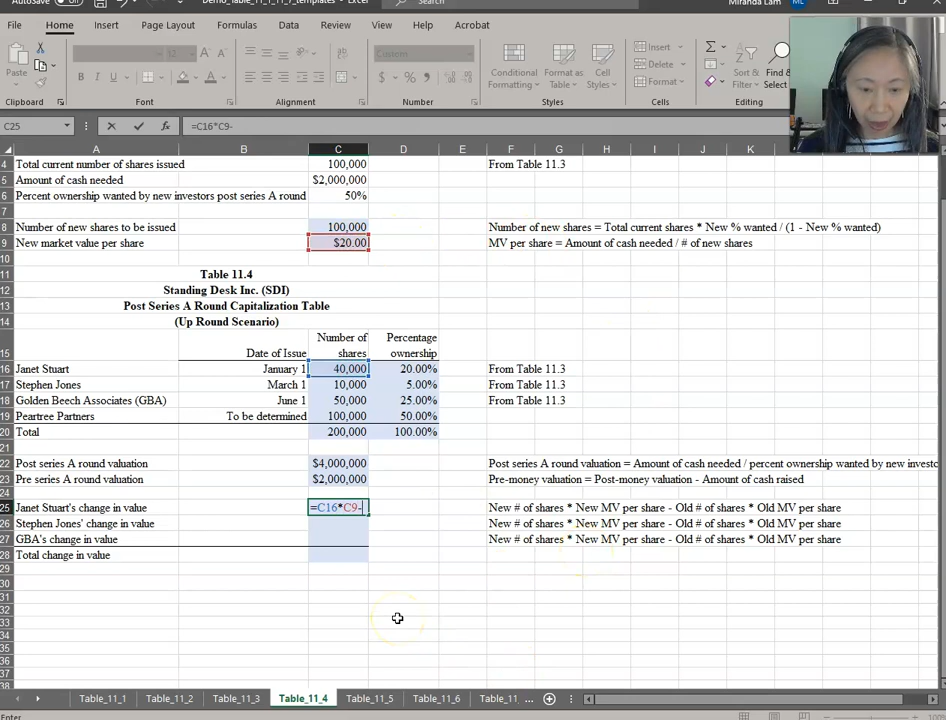 AutoSave Off Demo_Table_11_1_11_7_templates - Excel Search Miranda Lam ML
File Home Insert Page Layout Formulas Data Review View Help Acrobat
Paste B I U Custom $ % Conditional Formatting Format as Table Cell Styles Insert Delete Format Sort & Find & Select
Clipboard Font Alignment Number Styles Cells Editing
C25 fx =C16*C9-
A B C D E F G H I J K
4 Total current number of shares issued 100,000 From Table 11.3
5 Amount of cash needed $2,000,000
6 Percent ownership wanted by new investors post series A round 50%
7
8 Number of new shares to be issued 100,000 Number of new shares = Total current shares * New % wanted / (1 - New % wanted)
9 New market value per share $20.00 MV per share = Amount of cash needed / # of new shares
10
11 Table 11.4
12 Standing Desk Inc. (SDI)
13 Post Series A Round Capitalization Table
14 (Up Round Scenario)
Number of Percentage
15 Date of Issue shares ownership
16 Janet Stuart January 1 40,000 20.00% From Table 11.3
17 Stephen Jones March 1 10,000 5.00% From Table 11.3
18 Golden Beech Associates (GBA) June 1 50,000 25.00% From Table 11.3
19 Peartree Partners To be determined 100,000 50.00%
20 Total 200,000 100.00%
21
22 Post series A round valuation $4,000,000 Post series A round valuation = Amount of cash needed / percent ownership wanted by new investo
23 Pre series A round valuation $2,000,000 Pre-money valuation = Post-money valuation - Amount of cash raised
24
25 Janet Stuart's change in value =C16*C9- New # of shares * New MV per share - Old # of shares * Old MV per share
26 Stephen Jones' change in value New # of shares * New MV per share - Old # of shares * Old MV per share
27 GBA's change in value New # of shares * New MV per share - Old # of shares * Old MV per share
28 Total change in value
29
30
31
32
33
34
35
36
37
38
Table_11_1 Table_11_2 Table_11_3 Table_11_4 Table_11_5 Table_11_6 Table_11 ...
Enter 100%